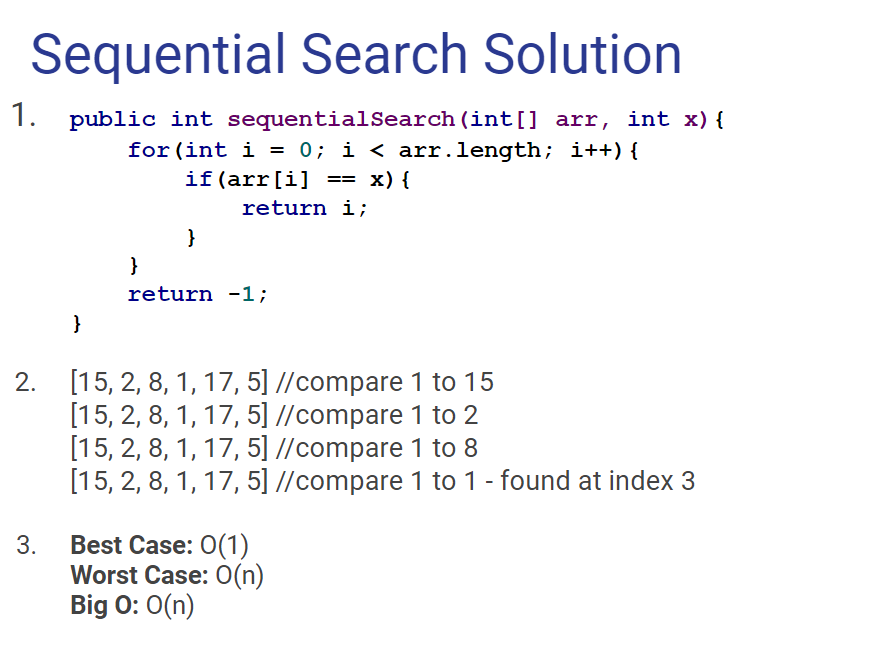 Sequential Search Solution
1. public int sequentialSearch(int[] arr, int x){
for(int i = 0; i < arr.length; i++){
if(arr[i] == x){
return i;
}
}
return -1;
}
2. [15, 2, 8, 1, 17, 5] //compare 1 to 15
[15, 2, 8, 1, 17, 5] //compare 1 to 2
[15, 2, 8, 1, 17, 5] //compare 1 to 8
[15, 2, 8, 1, 17, 5] //compare 1 to 1 - found at index 3
3. Best Case: O(1)
Worst Case: O(n)
Big O: O(n)